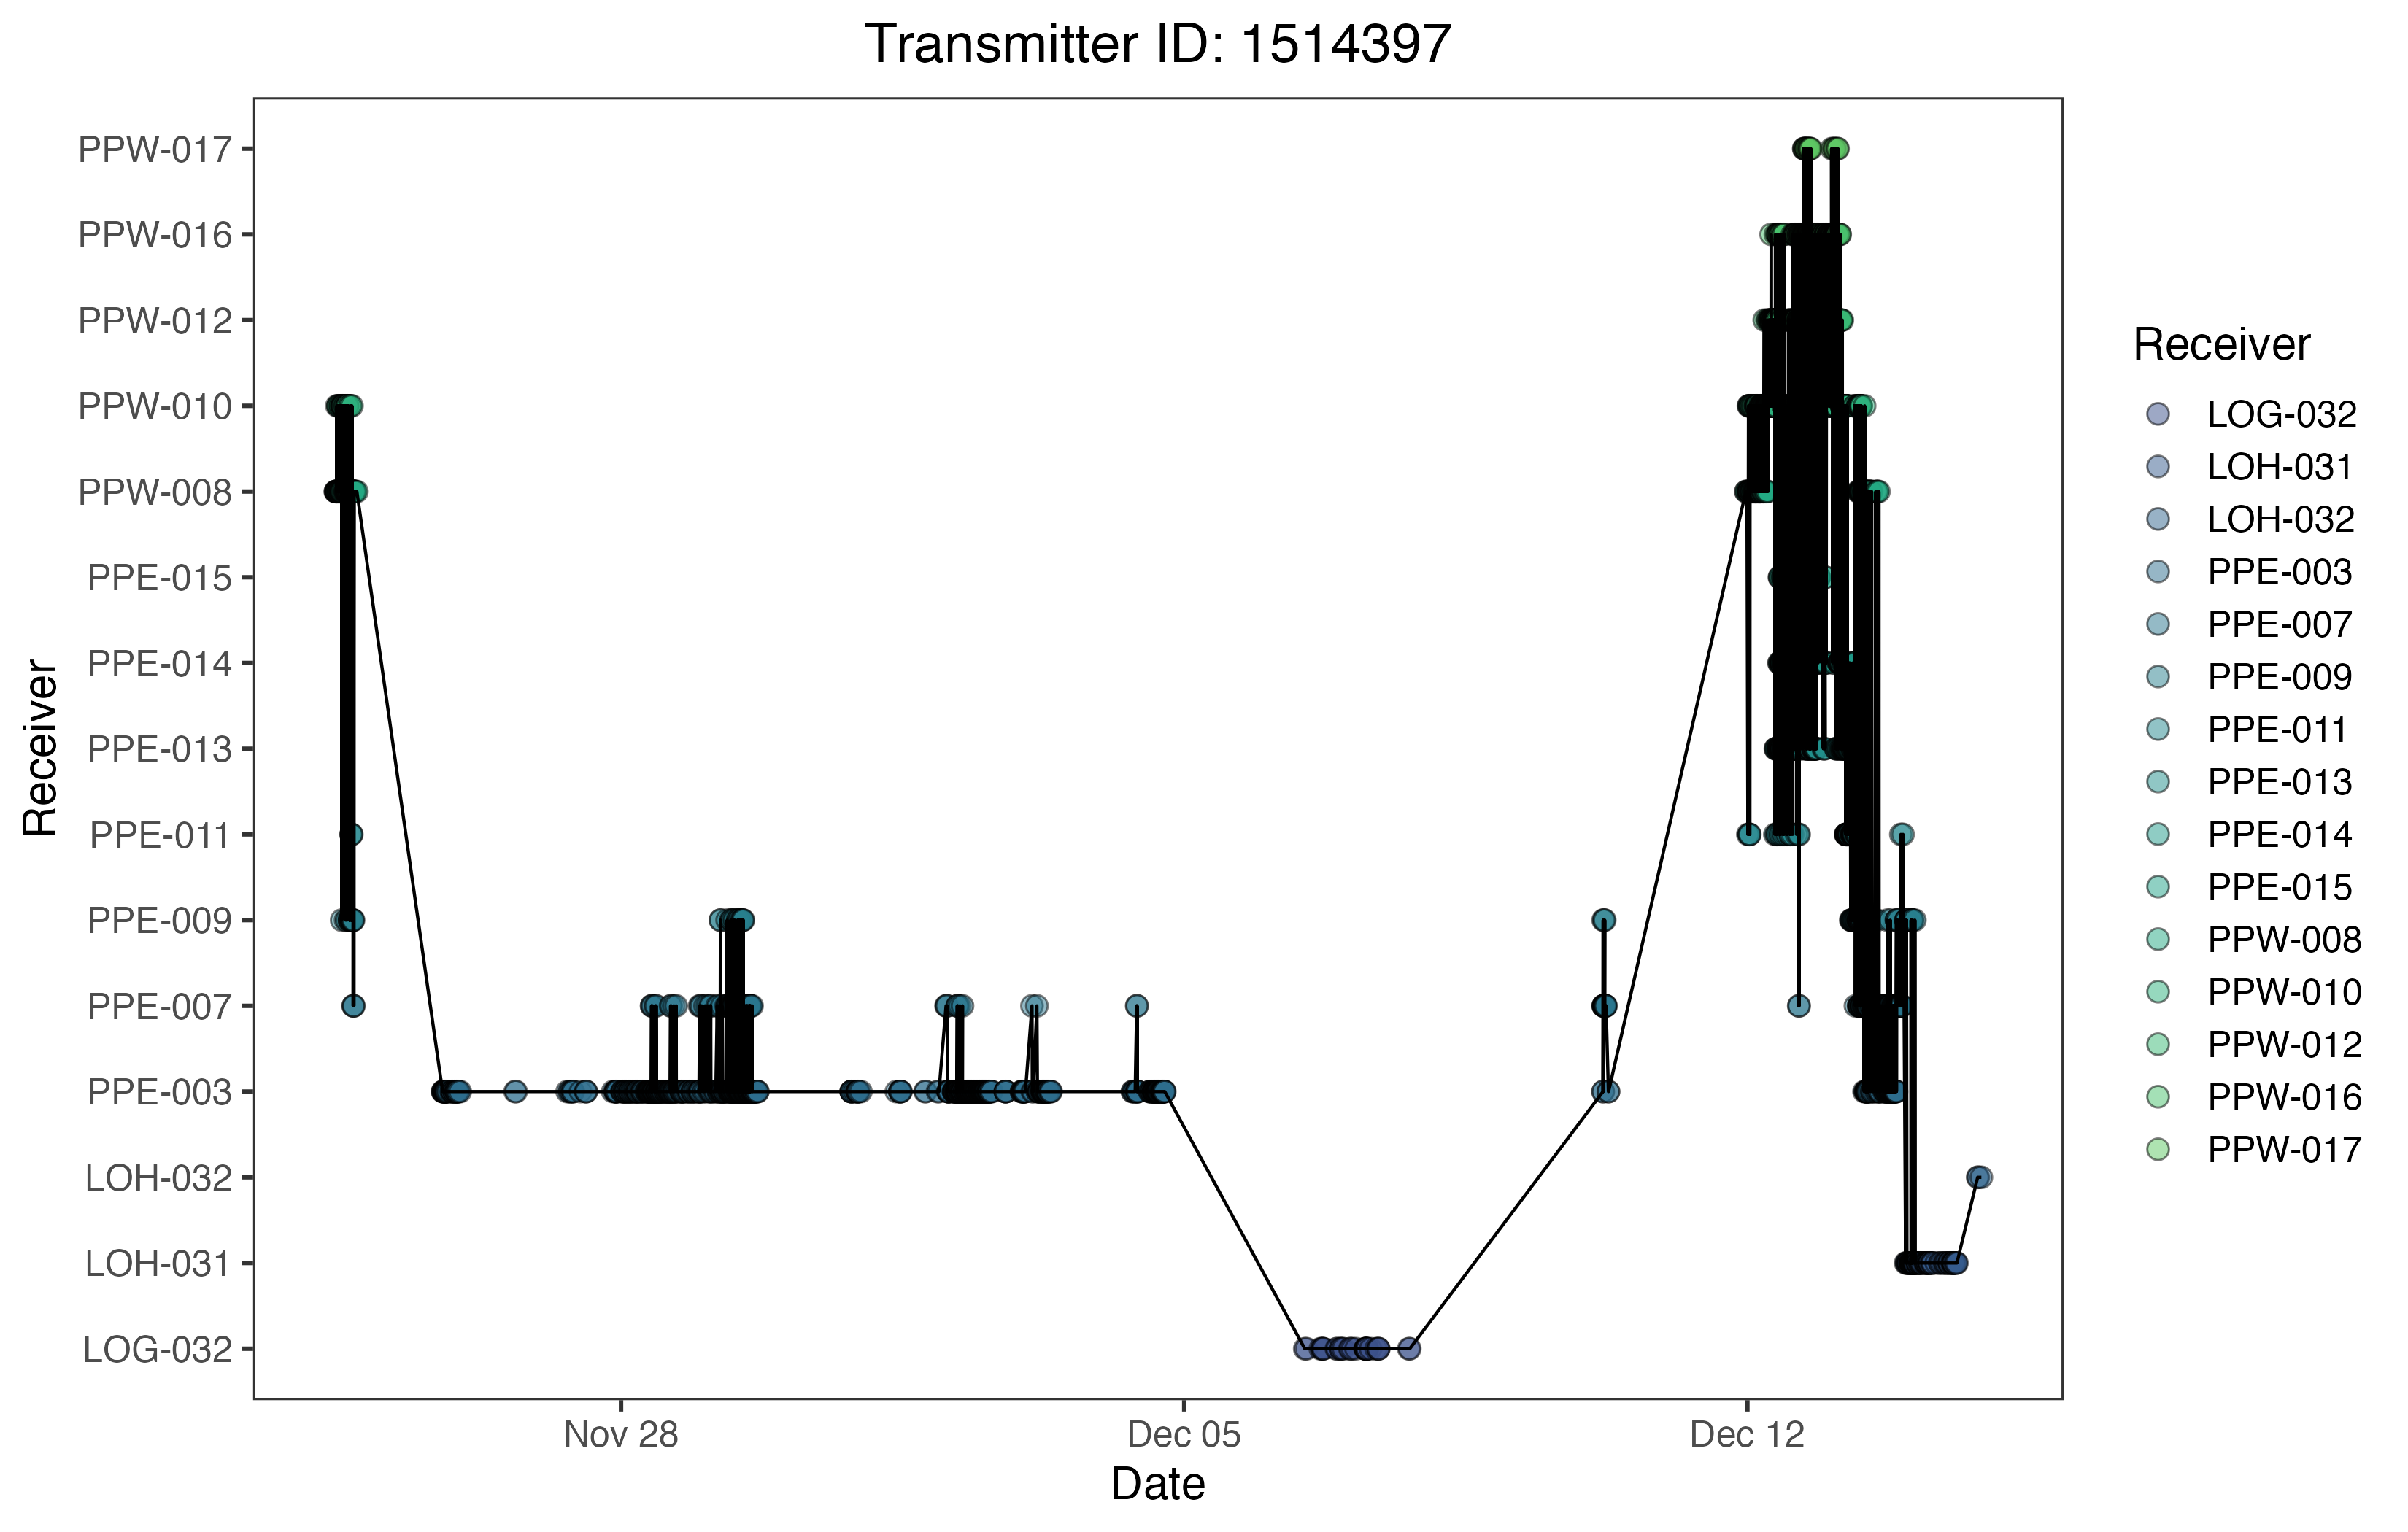 Transmitter ID: 1514397
Receiver
PPW-017
PPW-016
PPW-012
PPW-010
PPW-008
PPE-015
PPE-014
PPE-013
PPE-011
PPE-009
PPE-007
PPE-003
LOH-032
LOH-031
LOG-032
Nov 28
Dec 05
Dec 12
Date
Receiver
LOG-032
LOH-031
LOH-032
PPE-003
PPE-007
PPE-009
PPE-011
PPE-013
PPE-014
PPE-015
PPW-008
PPW-010
PPW-012
PPW-016
PPW-017